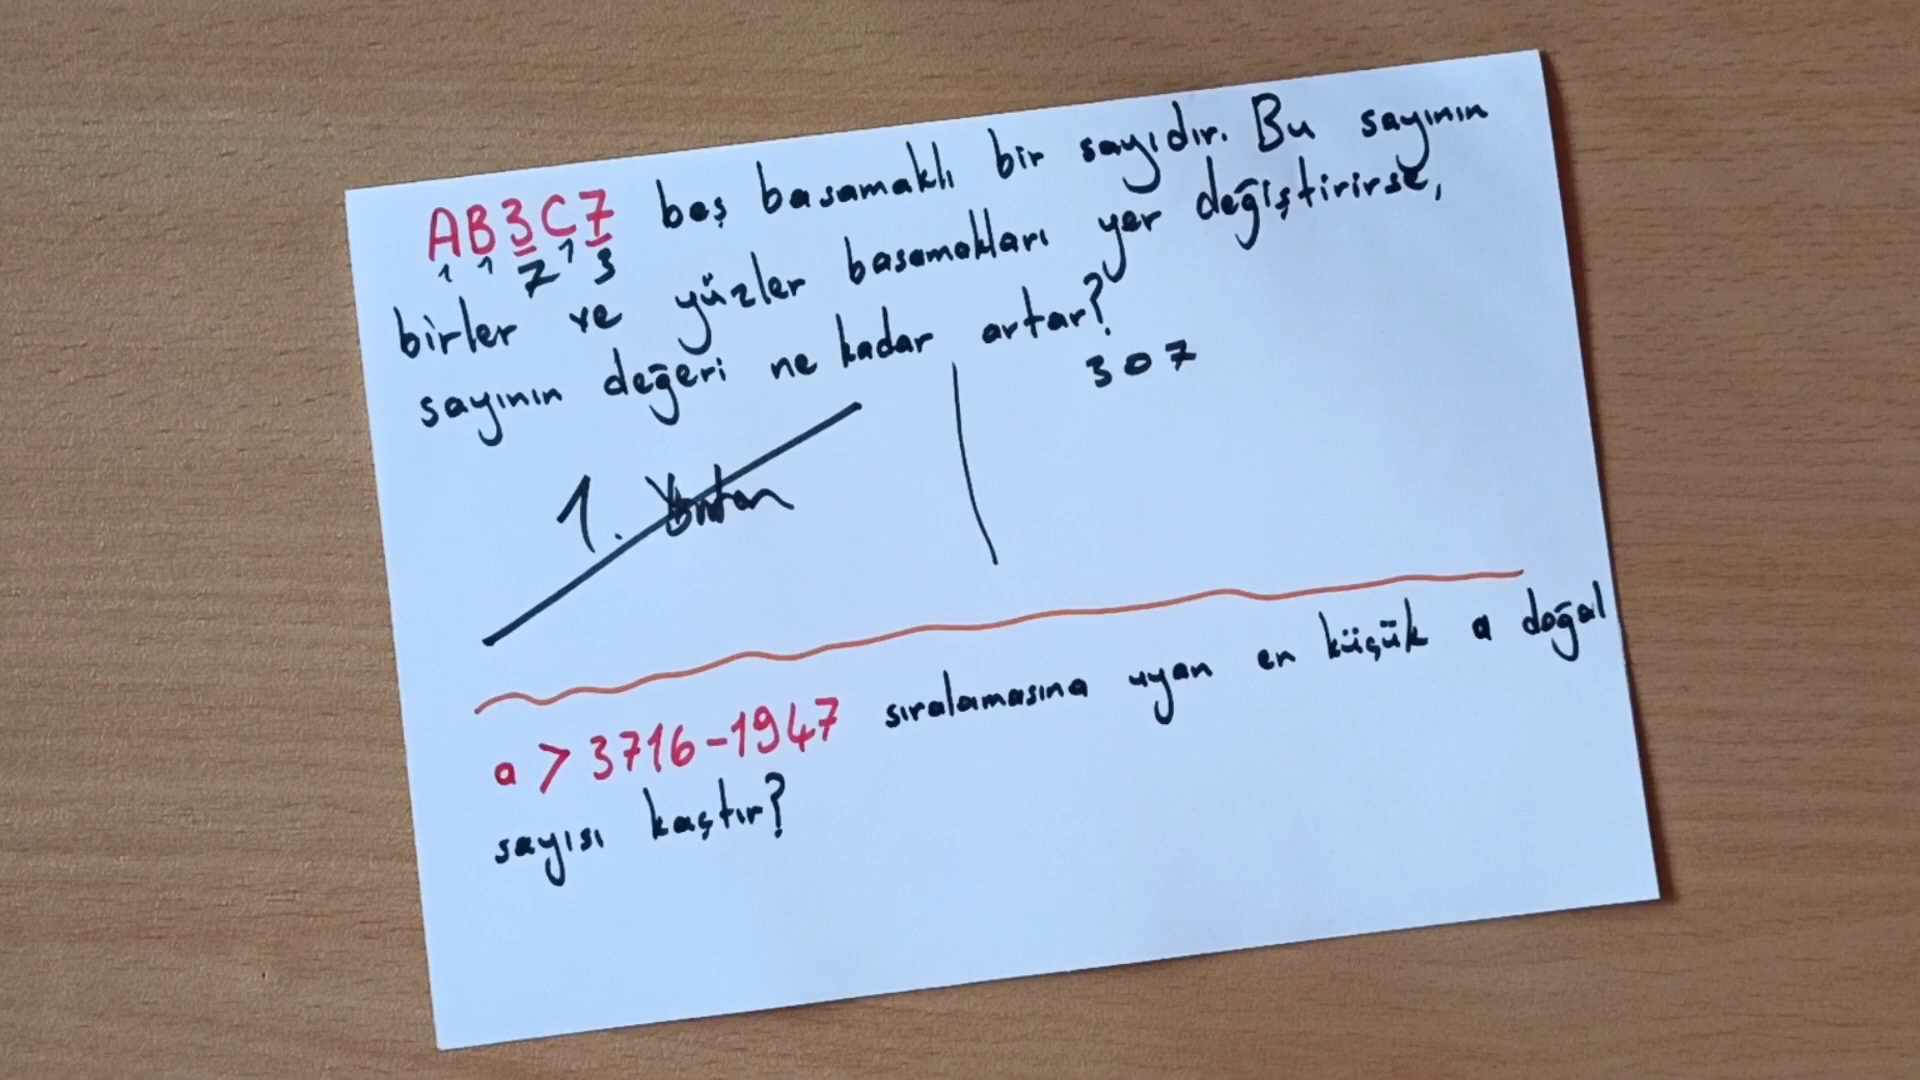 AB3C7 beş basamaklı bir sayıdır. Bu sayının
1 1 7 1 3
birler ve yüzler basamakları yer değiştirirse,
sayının değeri ne kadar artar?
307
1.
a > 3716-1947 sıralamasına uyan en küçük a doğal
sayısı kaçtır?